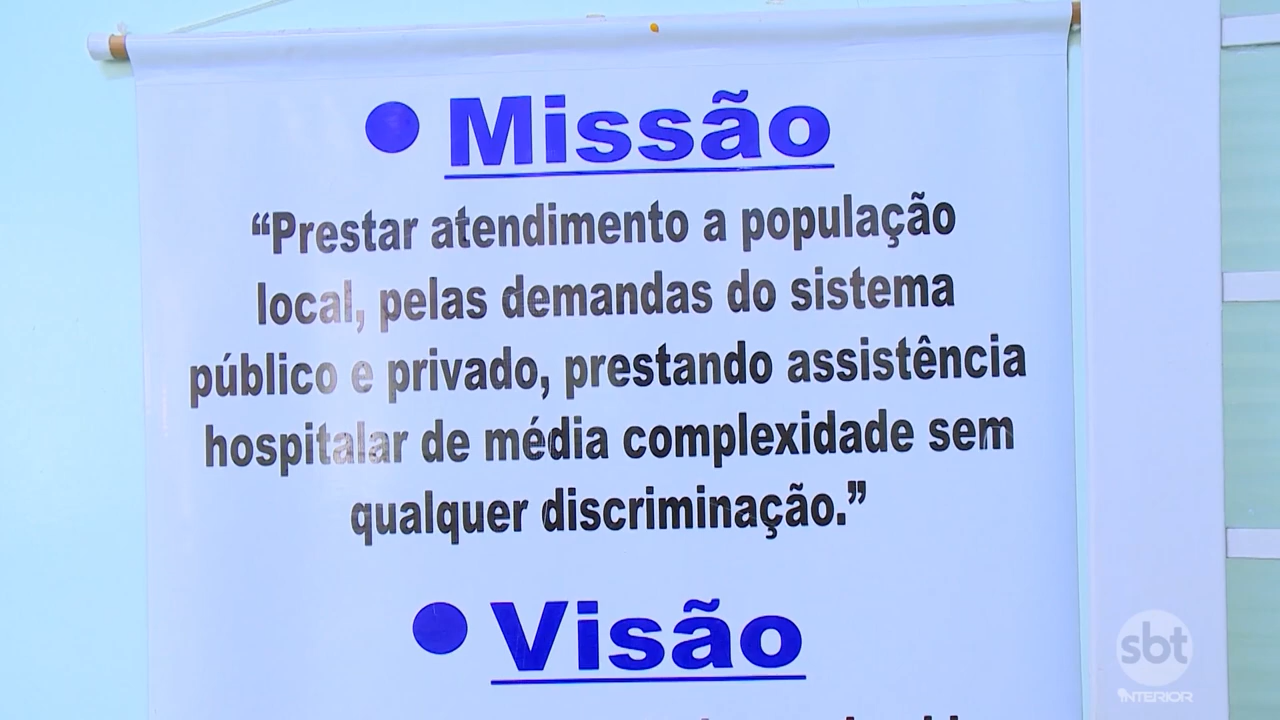 • Missão
“Prestar atendimento a população
local, pelas demandas do sistema
público e privado, prestando assistência
hospitalar de média complexidade sem
qualquer discriminação.”
• Visão
sbt
INTERIOR